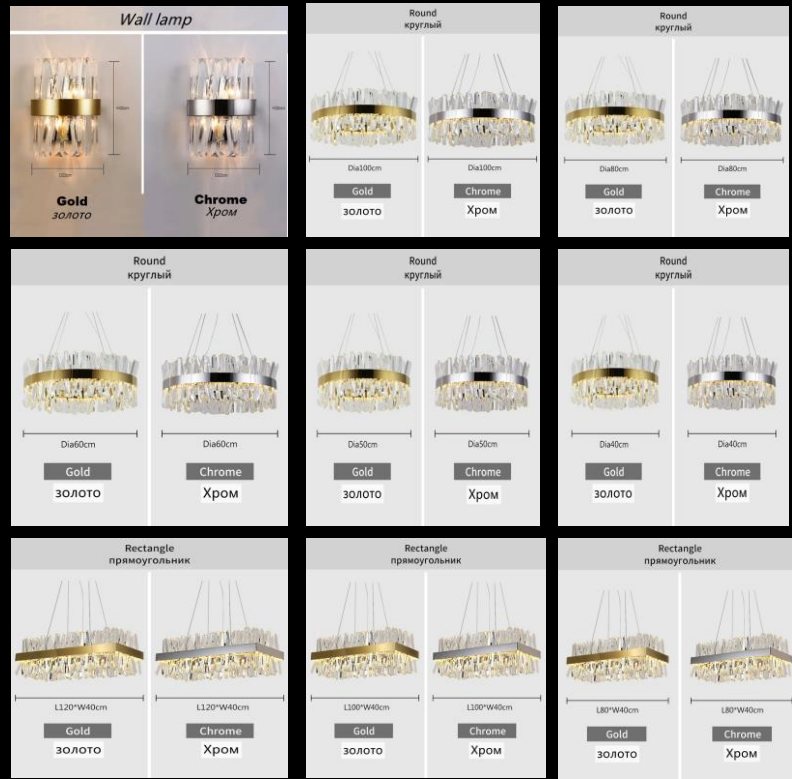 Wall lamp
D22cm
D22cm
Gold
золото
Chrome
Хром
Round
круглый
Dia100cm
Dia100cm
Gold
Chrome
золото
Хром
Round
круглый
Dia80cm
Dia80cm
Gold
Chrome
золото
Хром
Round
круглый
Dia60cm
Dia60cm
Gold
Chrome
золото
Хром
Round
круглый
Dia50cm
Dia50cm
Gold
Chrome
золото
Хром
Round
круглый
Dia40cm
Dia40cm
Gold
Chrome
золото
Хром
Rectangle
прямоугольник
L120*W40cm
L120*W40cm
Gold
Chrome
золото
Хром
Rectangle
прямоугольник
L100*W40cm
L100*W40cm
Gold
Chrome
золото
Хром
Rectangle
прямоугольник
L80*W40cm
L80*W40cm
Gold
Chrome
золото
Хром